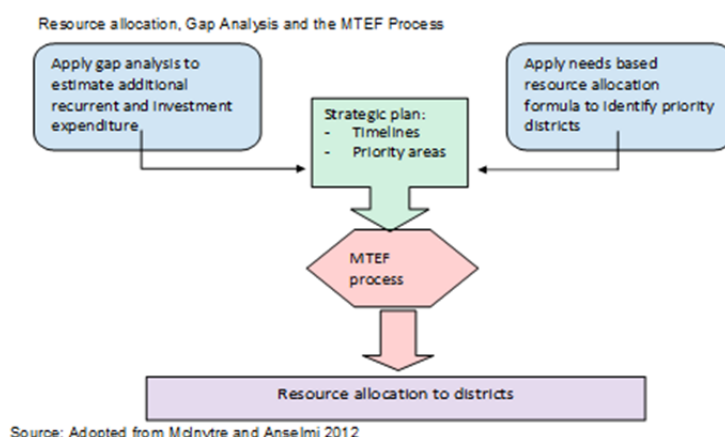 Resource allocation, Gap Analysis and the MTEF Process
Apply gap analysis to
estimate additional
recurrent and investment
expenditure
Apply needs based
resource allocation
formula to identify priority
districts
Strategic plan:
- Timelines
- Priority areas
MTEF
process
Resource allocation to districts
Source: Adopted from McInytre and Anselmi 2012